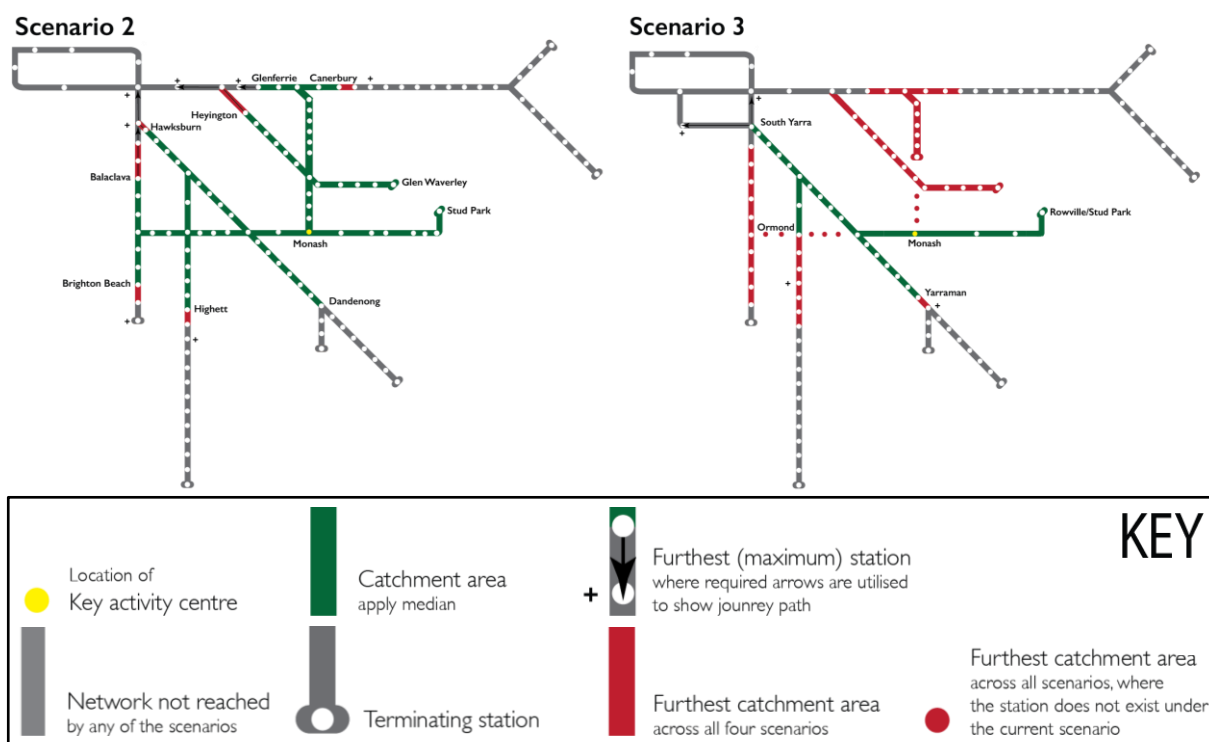 Scenario 2
Scenario 3
+
+
+
Glenferrie
Canerbury
+
+
Heyington
Hawksburn
Balaclava
Glen Waverley
Stud Park
Monash
Brighton Beach
Highett
Dandenong
+
+
+
South Yarra
+
Ormond
Rowville/Stud Park
Monash
+
Yarraman
+
KEY
Location of
Key activity centre
Catchment area
apply median
+
Furthest (maximum) station
where required arrows are utilised
to show jounrey path
Network not reached
by any of the scenarios
Terminating station
Furthest catchment area
across all four scenarios
Furthest catchment area
across all scenarios, where
the station does not exist under
the current scenario